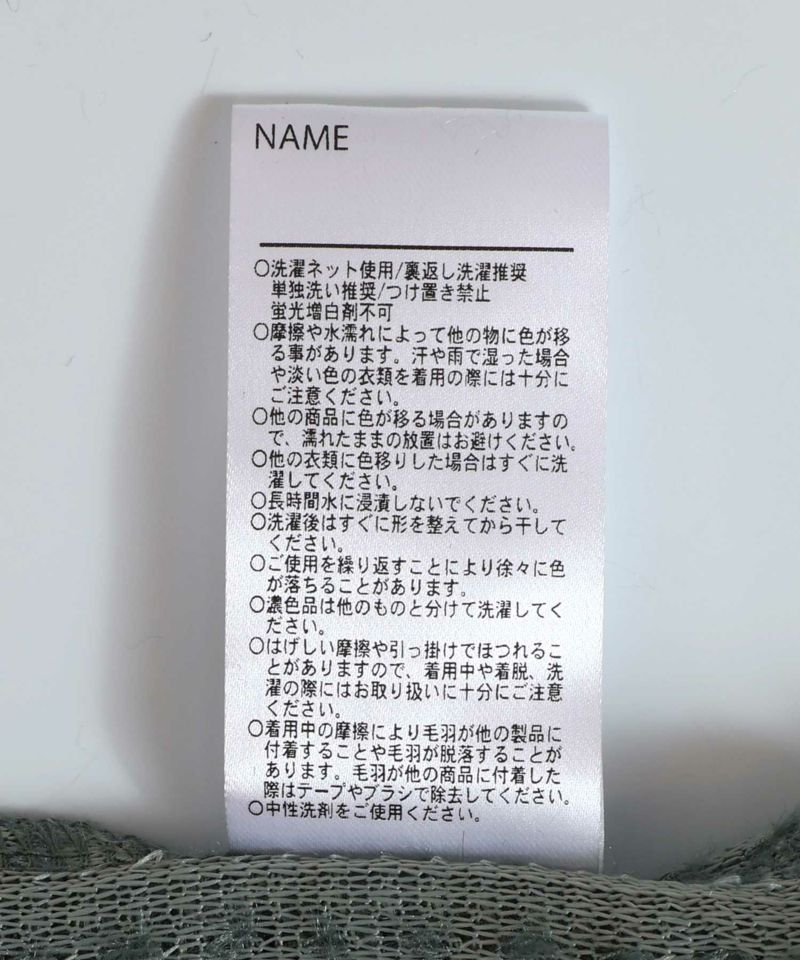 NAME
○洗濯ネット使用/裏返し洗濯推奨
単独洗い推奨/つけ置き禁止
蛍光増白剤不可
○摩擦や水濡れによって他の物に色が移
る事があります。汗や雨で湿った場合
や淡い色の衣類を着用の際には十分に
ご注意ください。
○他の商品に色が移る場合がありますの
で、濡れたままの放置はお避けください。
○他の衣類に色移りした場合はすぐに洗
濯してください。
○長時間水に浸漬しないでください。
○洗濯後はすぐに形を整えてから干して
ください。
○ご使用を繰り返すことにより徐々に色
が落ちることがあります。
○濃色品は他のものと分けて洗濯してく
ださい。
○はげしい摩擦や引っ掛けでほつれるこ
とがありますので、着用中や着脱、洗
濯の際にはお取り扱いに十分にご注意
ください。
○着用中の摩擦により毛羽が他の製品に
付着することや毛羽が脱落することが
あります。毛羽が他の商品に付着した
際はテープやブラシで除去してください。
○中性洗剤をご使用ください。